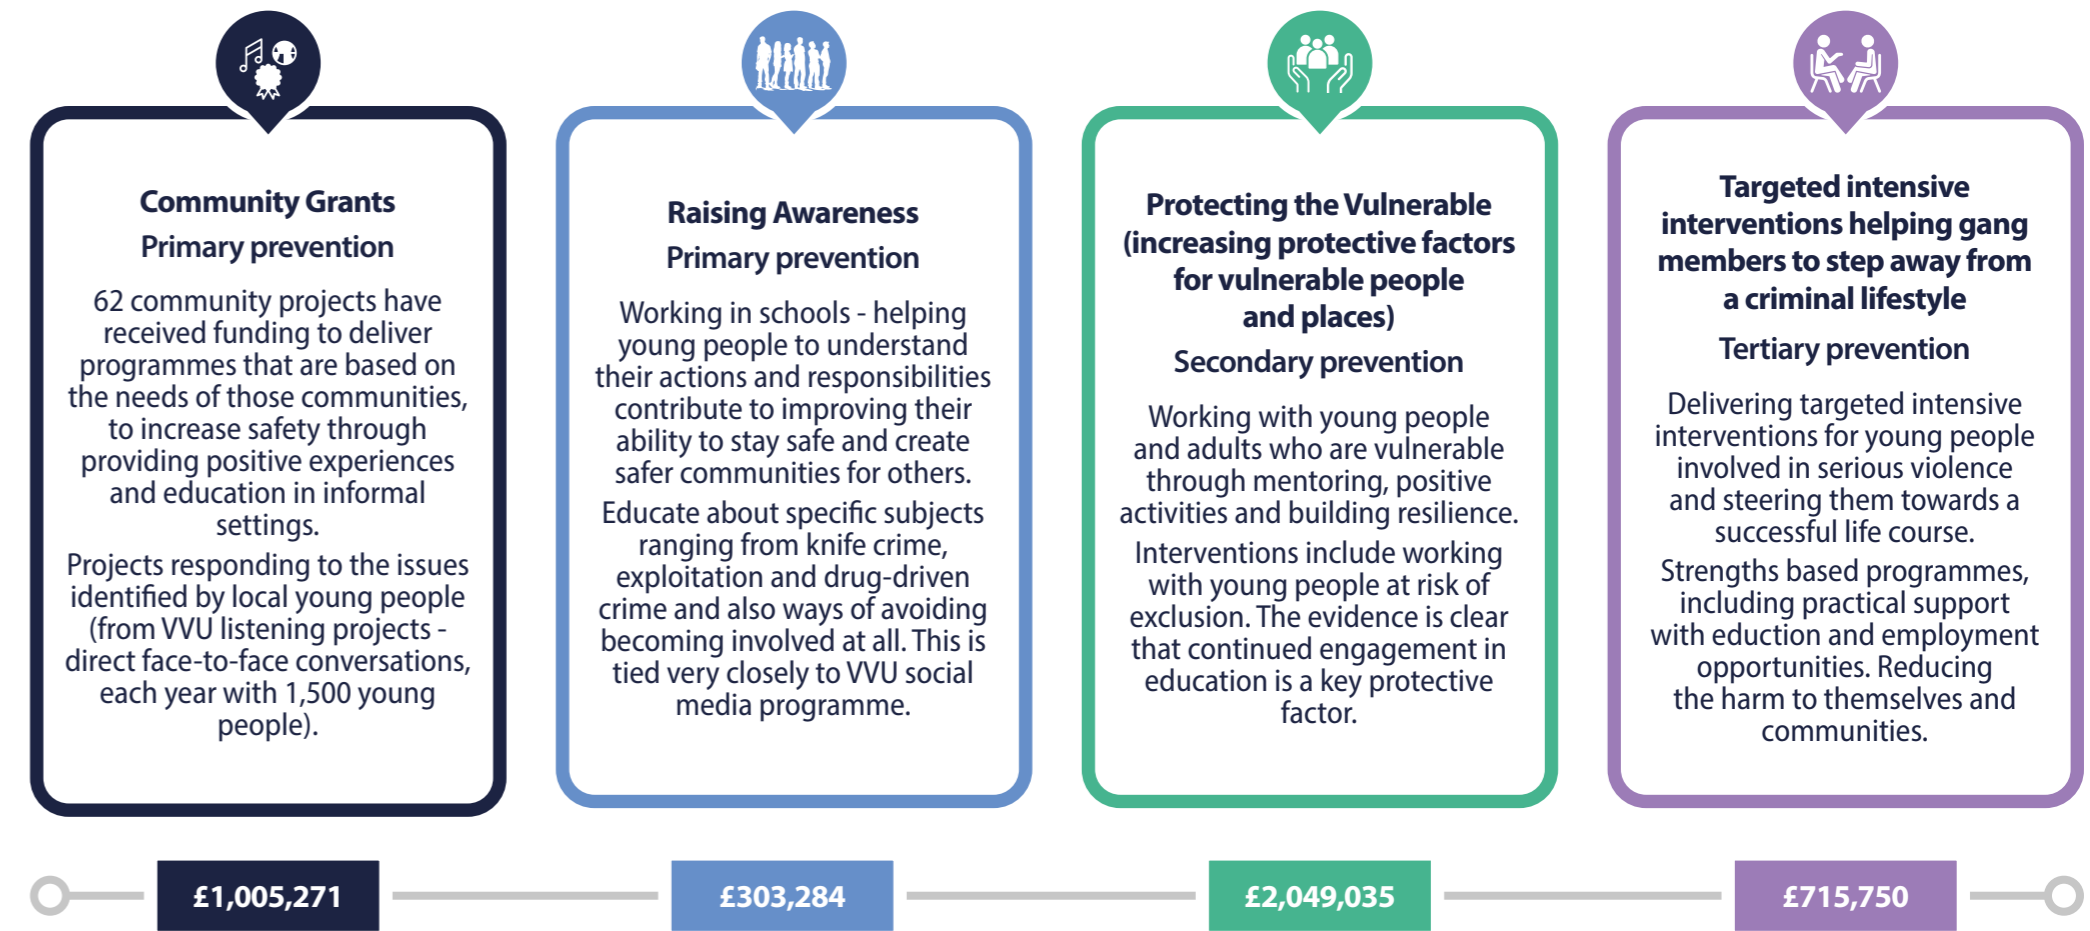 Community Grants
Primary prevention
62 community projects have
received funding to deliver
programmes that are based on
the needs of those communities,
to increase safety through
providing positive experiences
and education in informal
settings.
Projects responding to the issues
identified by local young people
(from VVU listening projects -
direct face-to-face conversations,
each year with 1,500 young
people).
£1,005,271
Raising Awareness
Primary prevention
Working in schools - helping
young people to understand
their actions and responsibilities
contribute to improving their
ability to stay safe and create
safer communities for others.
Educate about specific subjects
ranging from knife crime,
exploitation and drug-driven
crime and also ways of avoiding
becoming involved at all. This is
tied very closely to VVU social
media programme.
£303,284
Protecting the Vulnerable
(increasing protective factors
for vulnerable people
and places)
Secondary prevention
Working with young people
and adults who are vulnerable
through mentoring, positive
activities and building resilience.
Interventions include working
with young people at risk of
exclusion. The evidence is clear
that continued engagement in
education is a key protective
factor.
£2,049,035
Targeted intensive
interventions helping gang
members to step away from
a criminal lifestyle
Tertiary prevention
Delivering targeted intensive
interventions for young people
involved in serious violence
and steering them towards a
successful life course.
Strengths based programmes,
including practical support
with eduction and employment
opportunities. Reducing
the harm to themselves and
communities.
£715,750